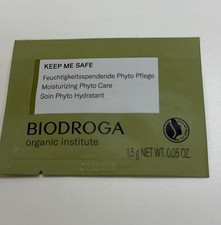 KEEP ME SAFE
Feuchtigkeitsspendende Phyto Pflege
Moisturizing Phyto Care
Soin Phyto Hydratant
BIODROGA
organic institute
1,5 g NET WT. 0.05 OZ.